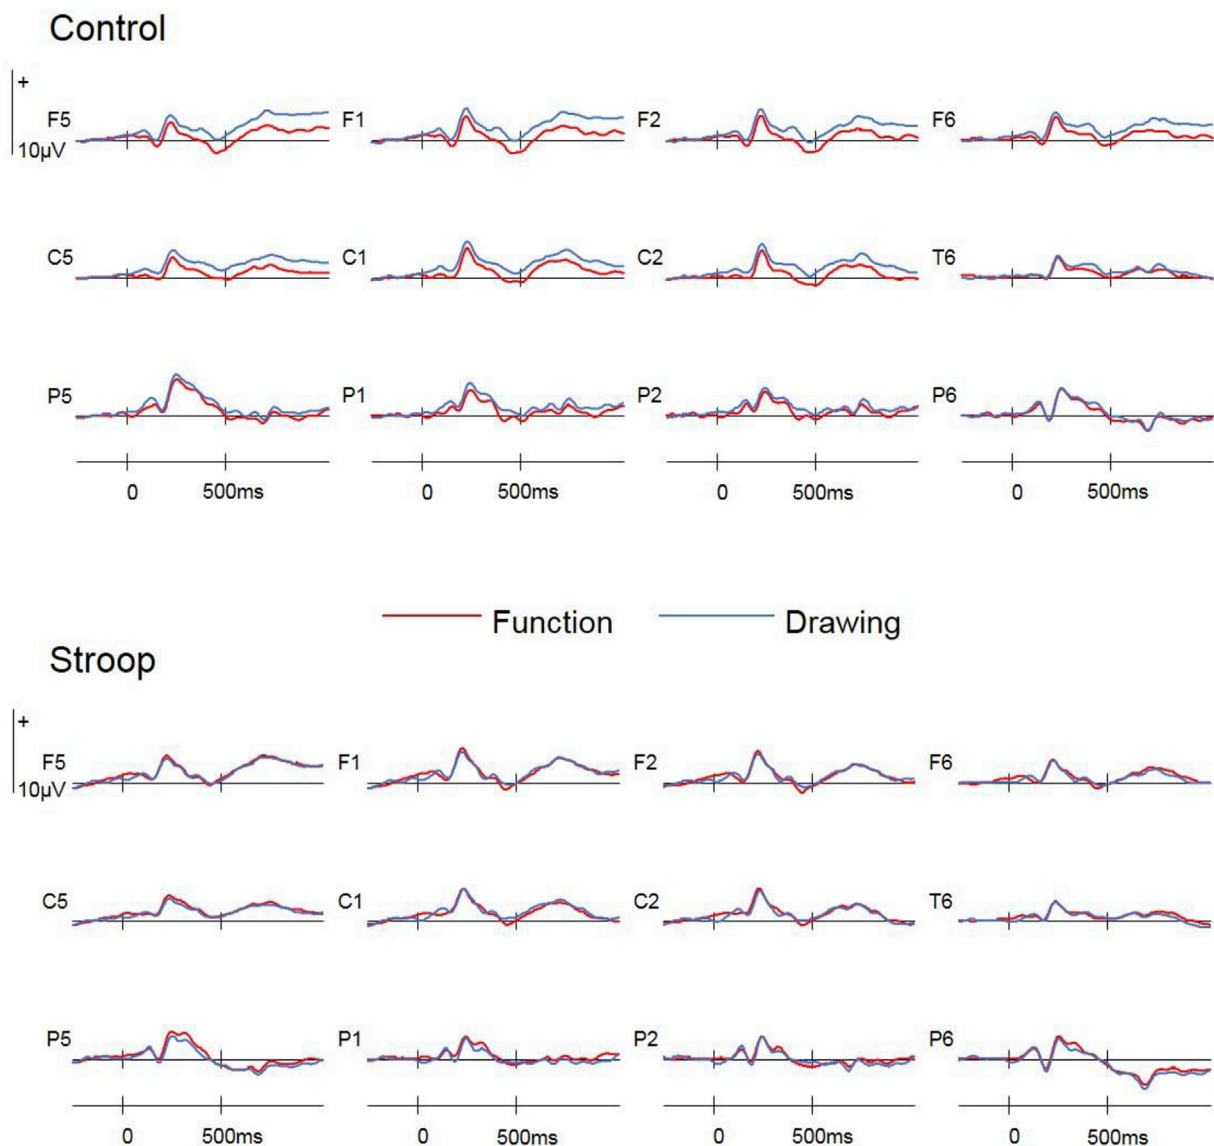 Control
+
F5 F1 F2 F6
10µV
C5 C1 C2 T6
P5 P1 P2 P6
0 500ms 0 500ms 0 500ms 0 500ms
Function Drawing
Stroop
+
F5 F1 F2 F6
10µV
C5 C1 C2 T6
P5 P1 P2 P6
0 500ms 0 500ms 0 500ms 0 500ms